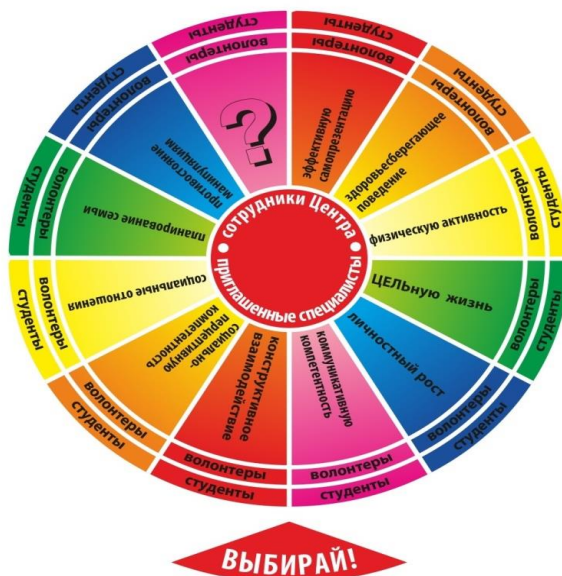 студенты
волонтеры
?
студенты
волонтеры
эффективную
самопрезентацию
студенты
волонтеры
здоровьесберегающее
поведение
студенты
волонтеры
физическую активность
студенты
волонтеры
ЦЕЛЬную жизнь
студенты
волонтеры
личностный рост
студенты
волонтеры
коммуникативную
компетентность
студенты
волонтеры
конструктивное
взаимодействие
студенты
волонтеры
социально-
перцептивную
компетентность
студенты
волонтеры
социальные отношения
студенты
волонтеры
планирование семьи
студенты
волонтеры
противостояние
манипуляциям
• сотрудники Центра •
приглашенные специалисты
ВЫБИРАЙ!